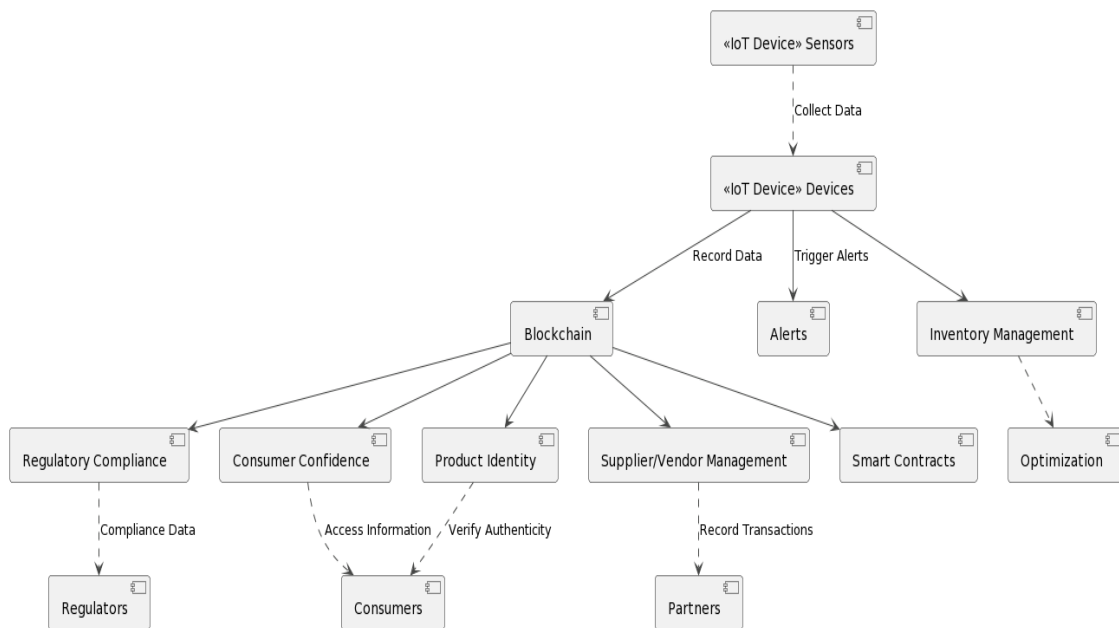 «IoT Device» Sensors
Collect Data
«IoT Device» Devices
Record Data
Trigger Alerts
Blockchain
Alerts
Inventory Management
Regulatory Compliance
Consumer Confidence
Product Identity
Supplier/Vendor Management
Smart Contracts
Optimization
Compliance Data
Access Information
Verify Authenticity
Record Transactions
Regulators
Consumers
Partners